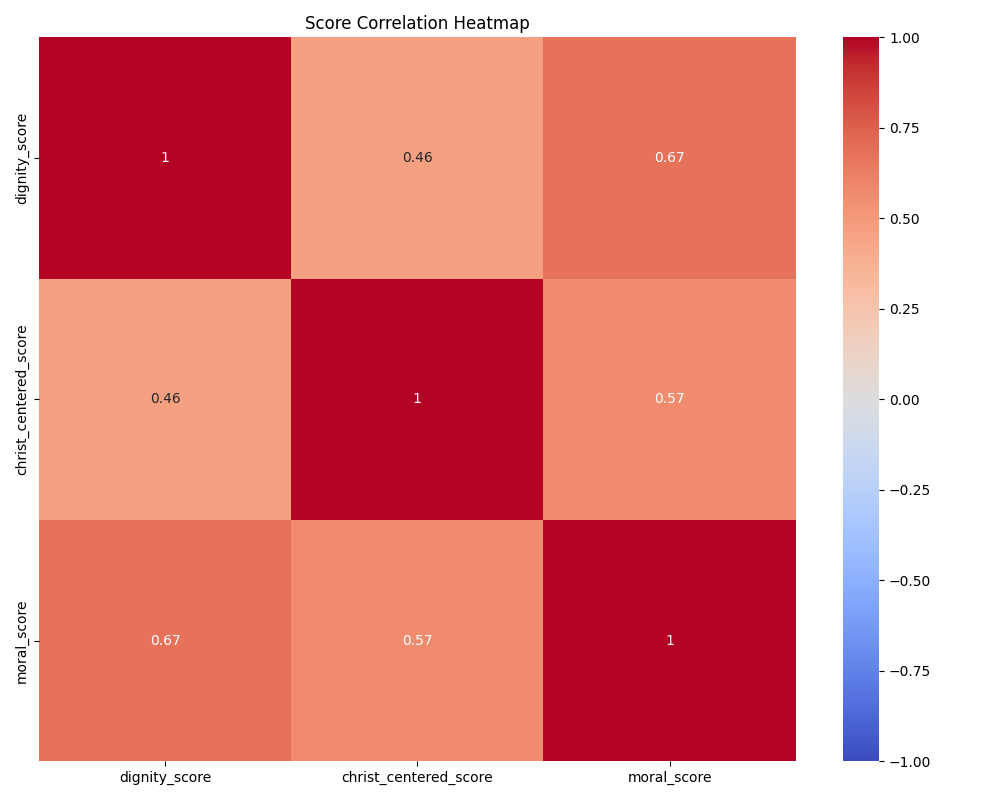 Score Correlation Heatmap
dignity_score
1
0.46
0.67
christ_centered_score
0.46
1
0.57
moral_score
0.67
0.57
1
dignity_score
christ_centered_score
moral_score
1.00
0.75
0.50
0.25
0.00
−0.25
−0.50
−0.75
−1.00